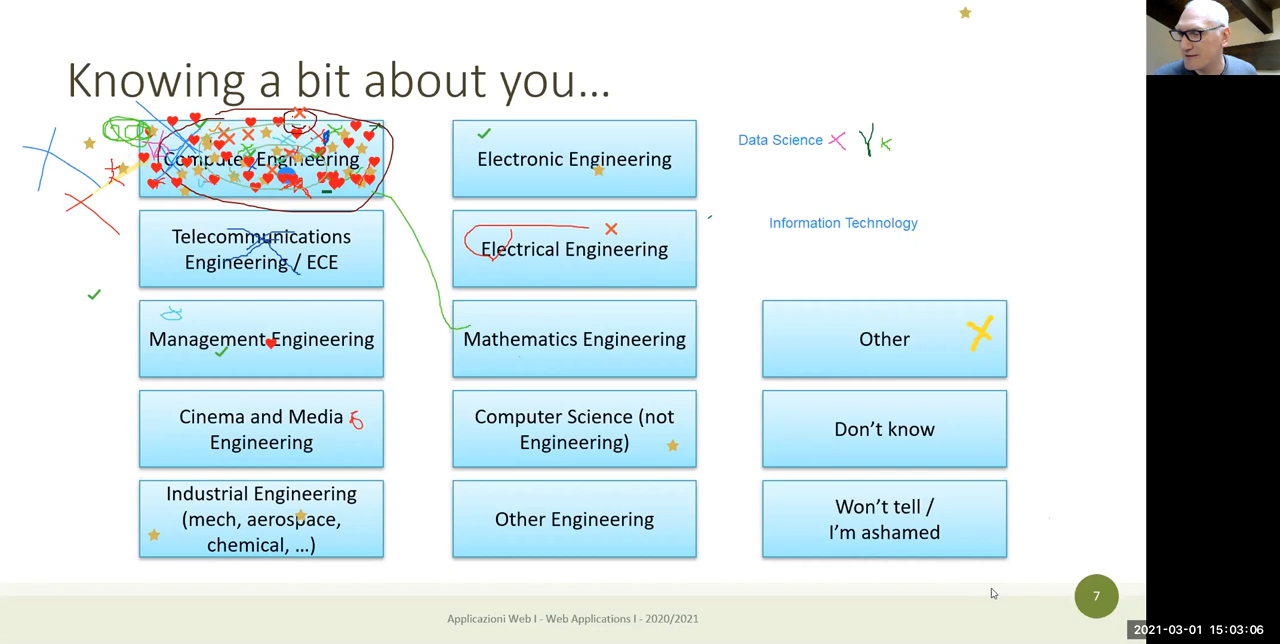 Knowing a bit about you...
Computer Engineering
Electronic Engineering
Data Science
Telecommunications
Engineering / ECE
Electrical Engineering
Information Technology
Management Engineering
Mathematics Engineering
Other
Cinema and Media
Engineering
Computer Science (not
Engineering)
Don't know
Industrial Engineering
(mech, aerospace,
chemical, ...)
Other Engineering
Won't tell /
I'm ashamed
7
Applicazioni Web I - Web Applications I - 2020/2021
2021-03-01 15:03:06